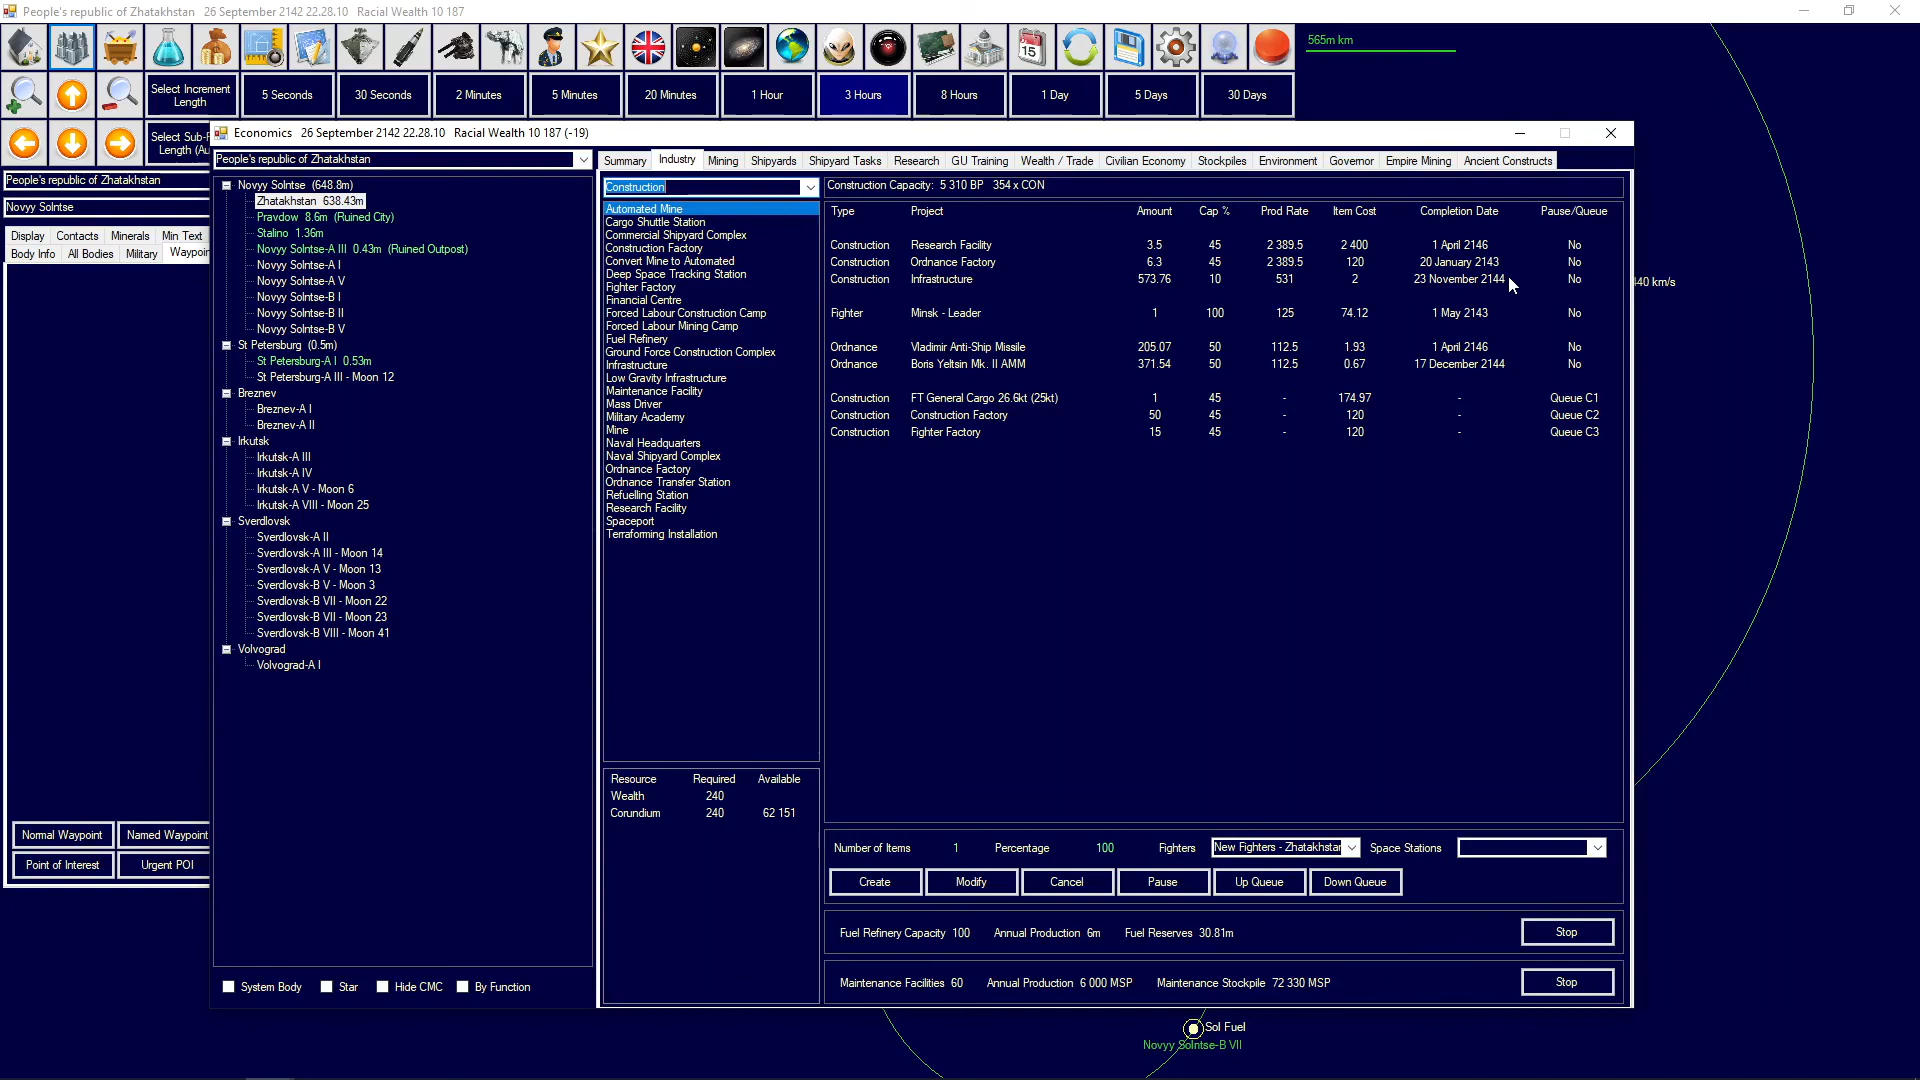 People's republic of Zhatakhstan   26 September 2142 22.28.10   Racial Wealth 10 187
565m km
Select Increment Length
5 Seconds
30 Seconds
2 Minutes
5 Minutes
20 Minutes
1 Hour
3 Hours
8 Hours
1 Day
5 Days
30 Days
Select Sub-P
Length (Au
People's republic of Zhatakhstan
Novyy Solntse
Display Contacts Minerals Min Text
Body Info All Bodies Military Waypoin
Normal Waypoint Named Waypoint
Point of Interest Urgent POI
Economics   26 September 2142 22.28.10   Racial Wealth 10 187 (-19)
People's republic of Zhatakhstan
Novyy Solntse (648.8m)
Zhatakhstan 638.43m
Pravdow 8.6m (Ruined City)
Stalino 1.36m
Novyy Solntse-A III 0.43m (Ruined Outpost)
Novyy Solntse-A I
Novyy Solntse-A V
Novyy Solntse-B I
Novyy Solntse-B II
Novyy Solntse-B V
St Petersburg (0.5m)
St Petersburg-A I 0.53m
St Petersburg-A III - Moon 12
Breznev
Breznev-A I
Breznev-A II
Irkutsk
Irkutsk-A III
Irkutsk-A IV
Irkutsk-A V - Moon 6
Irkutsk-A VIII - Moon 25
Sverdlovsk
Sverdlovsk-A II
Sverdlovsk-A III - Moon 14
Sverdlovsk-A V - Moon 13
Sverdlovsk-B V - Moon 3
Sverdlovsk-B VII - Moon 22
Sverdlovsk-B VII - Moon 23
Sverdlovsk-B VIII - Moon 41
Volvograd
Volvograd-A I
System Body Star Hide CMC By Function
Summary Industry Mining Shipyards Shipyard Tasks Research GU Training Wealth / Trade Civilian Economy Stockpiles Environment Governor Empire Mining Ancient Constructs
Construction
Automated Mine
Cargo Shuttle Station
Commercial Shipyard Complex
Construction Factory
Convert Mine to Automated
Deep Space Tracking Station
Fighter Factory
Financial Centre
Forced Labour Construction Camp
Forced Labour Mining Camp
Fuel Refinery
Ground Force Construction Complex
Infrastructure
Low Gravity Infrastructure
Maintenance Facility
Mass Driver
Military Academy
Mine
Naval Headquarters
Naval Shipyard Complex
Ordnance Factory
Ordnance Transfer Station
Refuelling Station
Research Facility
Spaceport
Terraforming Installation
Resource Required Available
Wealth 240
Corundium 240 62 151
Construction Capacity: 5 310 BP 354 x CON
Type Project Amount Cap % Prod Rate Item Cost Completion Date Pause/Queue
Construction Research Facility 3.5 45 2 389.5 2 400 1 April 2146 No
Construction Ordnance Factory 6.3 45 2 389.5 120 20 January 2143 No
Construction Infrastructure 573.76 10 531 2 23 November 2144 No
Fighter Minsk - Leader 1 100 125 74.12 1 May 2143 No
Ordnance Vladimir Anti-Ship Missile 205.07 50 112.5 1.93 1 April 2146 No
Ordnance Boris Yeltsin Mk. II AMM 371.54 50 112.5 0.67 17 December 2144 No
Construction FT General Cargo 26.6kt (25kt) 1 45 - 174.97 - Queue C1
Construction Construction Factory 50 45 - 120 - Queue C2
Construction Fighter Factory 15 45 - 120 - Queue C3
Number of Items 1 Percentage 100 Fighters New Fighters - Zhatakhstan Space Stations
Create Modify Cancel Pause Up Queue Down Queue
Fuel Refinery Capacity 100 Annual Production 6m Fuel Reserves 30.81m Stop
Maintenance Facilities 60 Annual Production 6 000 MSP Maintenance Stockpile 72 330 MSP Stop
40 km/s
Sol Fuel
Novyy Solntse-B VII